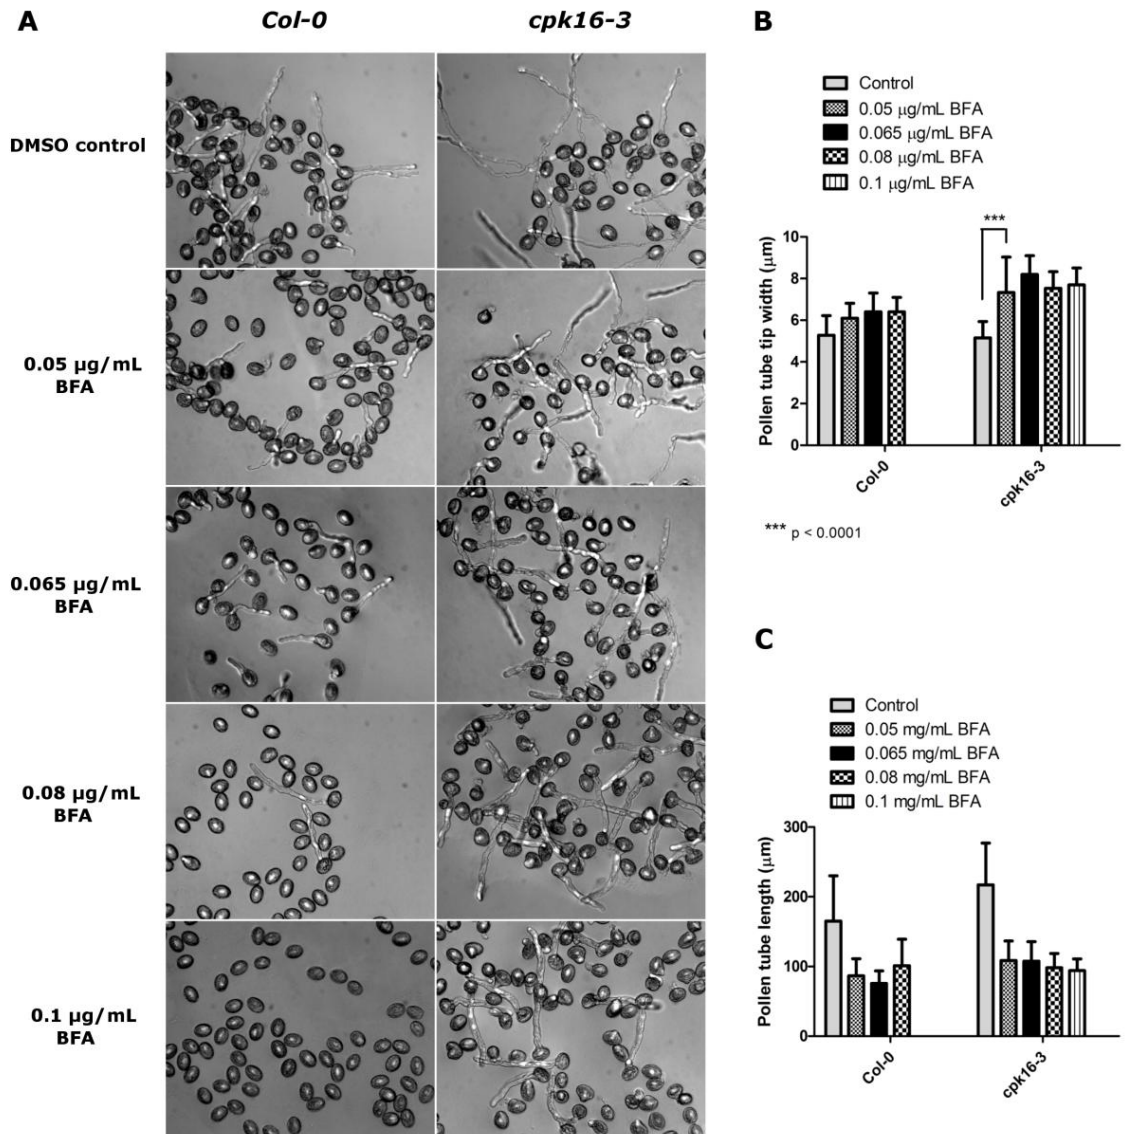 A
Col-0
cpk16-3
DMSO control
0.05 µg/mL
BFA
0.065 µg/mL
BFA
0.08 µg/mL
BFA
0.1 µg/mL
BFA
B
Control
0.05 µg/mL BFA
0.065 µg/mL BFA
0.08 µg/mL BFA
0.1 µg/mL BFA
Pollen tube tip width (µm)
10
8
6
4
2
0
***
Col-0
cpk16-3
*** p < 0.0001
C
Control
0.05 mg/mL BFA
0.065 mg/mL BFA
0.08 mg/mL BFA
0.1 mg/mL BFA
Pollen tube length (µm)
300
200
100
0
Col-0
cpk16-3